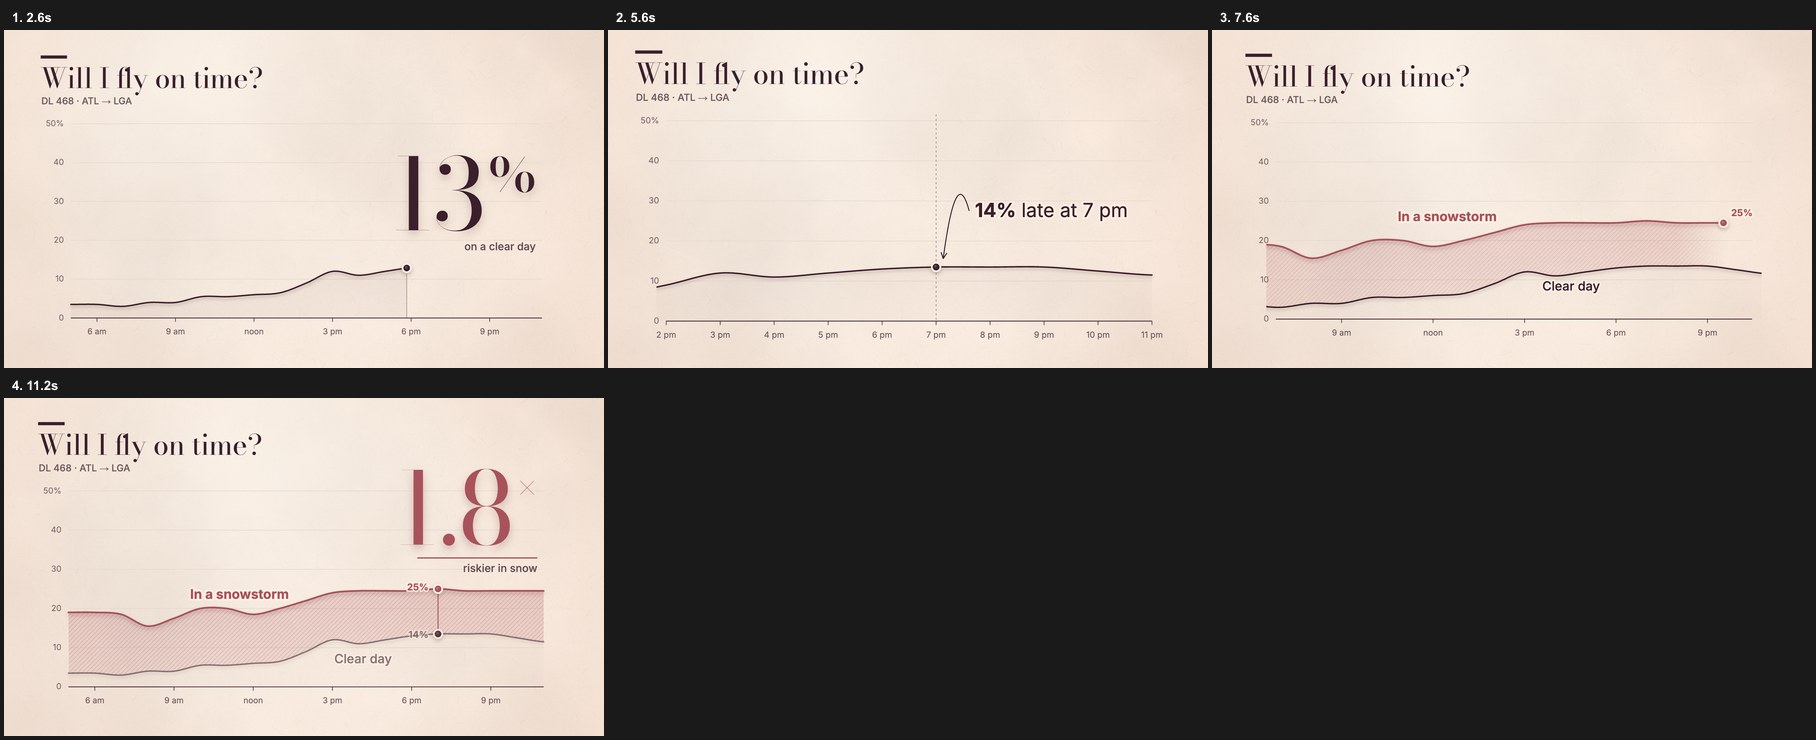 1. 2.6s
Will I fly on time?
DL 468 · ATL → LGA
50%
40
30
20
10
0
13%
on a clear day
6 am
9 am
noon
3 pm
6 pm
9 pm
2. 5.6s
Will I fly on time?
DL 468 · ATL → LGA
50%
40
30
20
10
0
14% late at 7 pm
2 pm
3 pm
4 pm
5 pm
6 pm
7 pm
8 pm
9 pm
10 pm
11 pm
3. 7.6s
Will I fly on time?
DL 468 · ATL → LGA
50%
40
30
20
10
0
In a snowstorm
25%
Clear day
9 am
noon
3 pm
6 pm
9 pm
4. 11.2s
Will I fly on time?
DL 468 · ATL → LGA
50%
40
30
20
10
0
1.8×
riskier in snow
In a snowstorm
25%
14%
Clear day
6 am
9 am
noon
3 pm
6 pm
9 pm